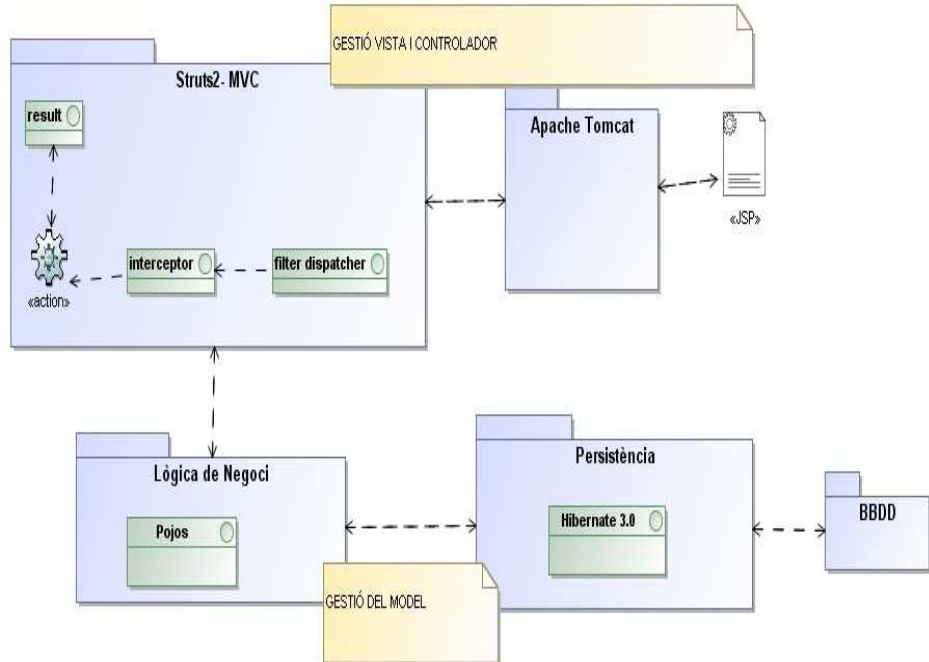 GESTIÓ VISTA I CONTROLADOR
Struts2- MVC
result
Apache Tomcat
«JSP»
interceptor
filter dispatcher
«action»
Lògica de Negoci
Persistència
Pojos
Hibernate 3.0
BBDD
GESTIÓ DEL MODEL